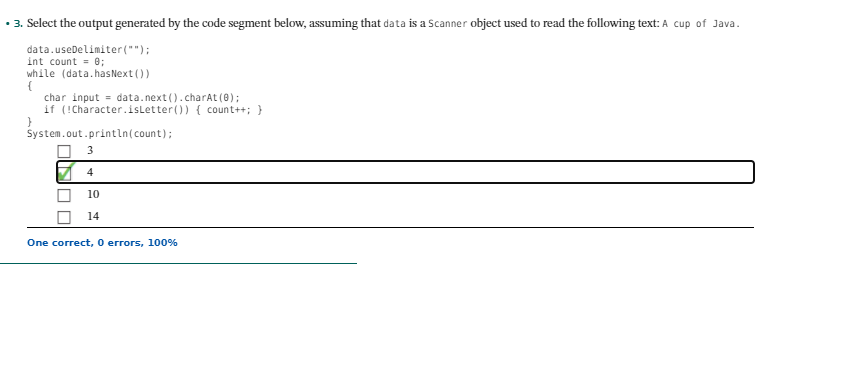 • 3. Select the output generated by the code segment below, assuming that data is a Scanner object used to read the following text: A cup of Java.
data.useDelimiter("");
int count = 0;
while (data.hasNext())
{
   char input = data.next().charAt(0);
   if (!Character.isLetter()) { count++; }
}
System.out.println(count);
3
4
10
14
One correct, 0 errors, 100%